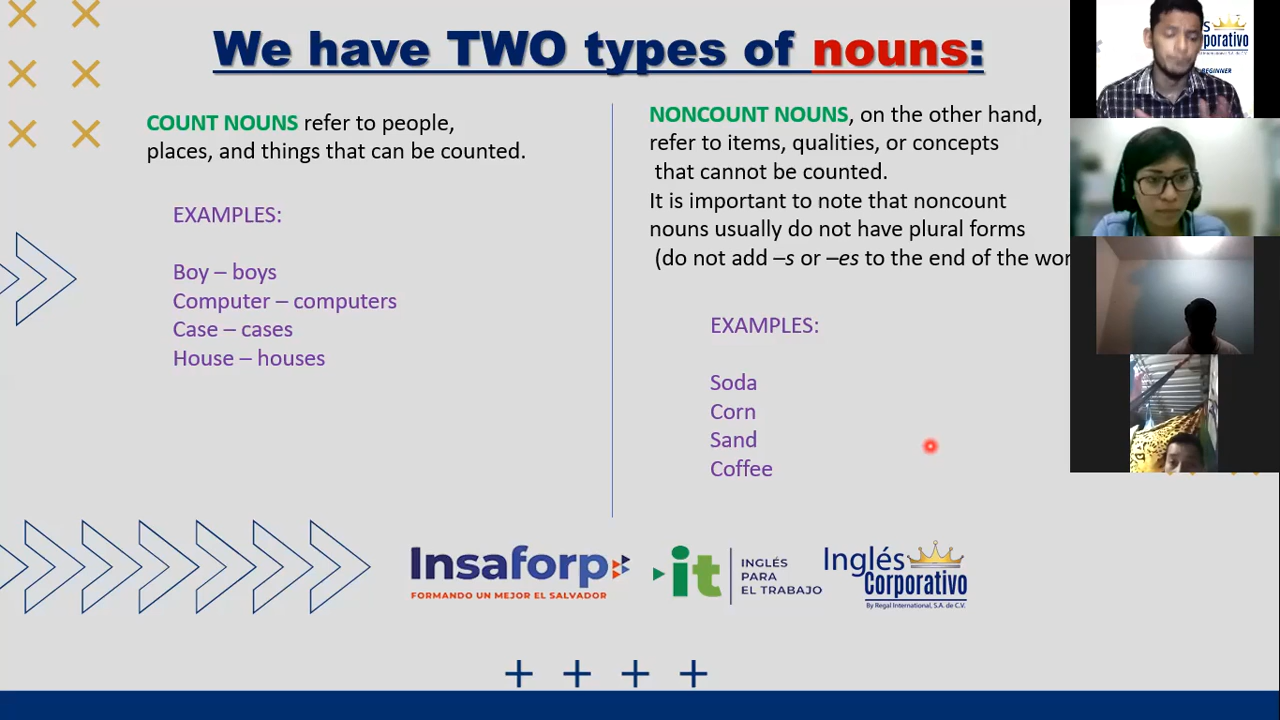 We have TWO types of nouns:
COUNT NOUNS refer to people,
places, and things that can be counted.
EXAMPLES:
Boy – boys
Computer – computers
Case – cases
House – houses
NONCOUNT NOUNS, on the other hand,
refer to items, qualities, or concepts
that cannot be counted.
It is important to note that noncount
nouns usually do not have plural forms
(do not add –s or –es to the end of the
EXAMPLES:
Soda
Corn
Sand
Coffee
Insaforp
FORMANDO UN MEJOR EL SALVADOR
it
INGLÉS
PARA
EL TRABAJO
Inglés
Corporativo
By Regal International, S.A. de C.V.
BEGINNER